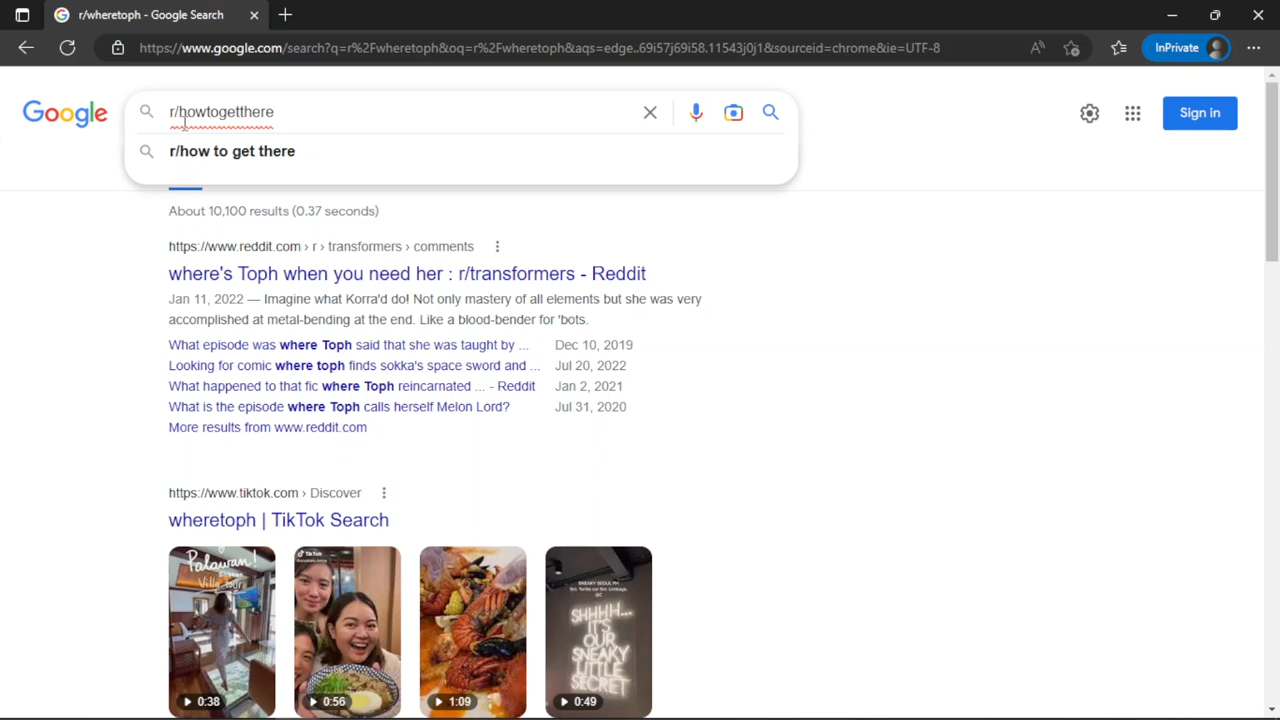 r/wheretoph - Google Search
https://www.google.com/search?q=r%2Fwheretoph&oq=r%2Fwheretoph&aqs=edge..69i57j69i58.11543j0j1&sourceid=chrome&ie=UTF-8
InPrivate
Google
r/howtogetthere
Sign in
r/how to get there
About 10,100 results (0.37 seconds)
https://www.reddit.com › r › transformers › comments
where's Toph when you need her : r/transformers - Reddit
Jan 11, 2022 — Imagine what Korra'd do! Not only mastery of all elements but she was very
accomplished at metal-bending at the end. Like a blood-bender for 'bots.
What episode was where Toph said that she was taught by ... Dec 10, 2019
Looking for comic where toph finds sokka's space sword and ... Jul 20, 2022
What happened to that fic where Toph reincarnated ... - Reddit Jan 2, 2021
What is the episode where Toph calls herself Melon Lord? Jul 31, 2020
More results from www.reddit.com
https://www.tiktok.com › Discover
wheretoph | TikTok Search
Palawan!
Villa Tour
TikTok
SNEAKY SEOUL PH
SHHHH...
IT'S
OUR
SNEAKY
LITTLE
SECRET
0:38
0:56
1:09
0:49